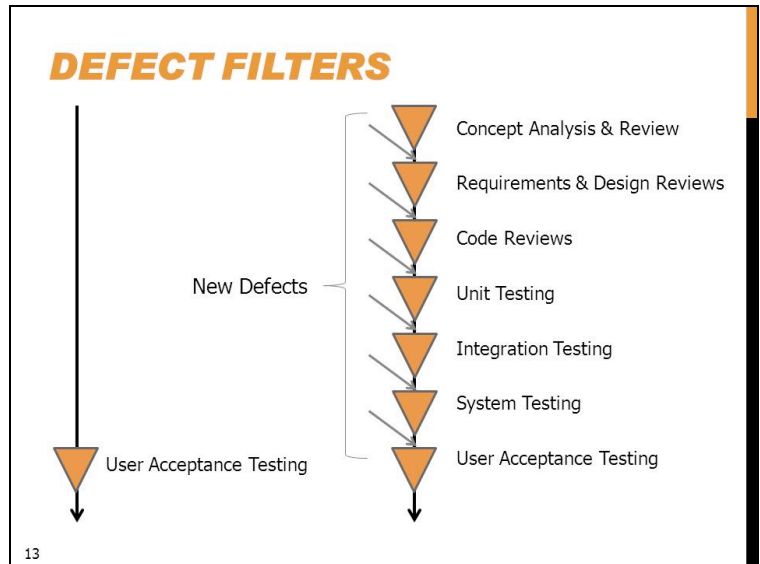 DEFECT FILTERS
Concept Analysis & Review
Requirements & Design Reviews
Code Reviews
New Defects
Unit Testing
Integration Testing
System Testing
User Acceptance Testing
User Acceptance Testing
13